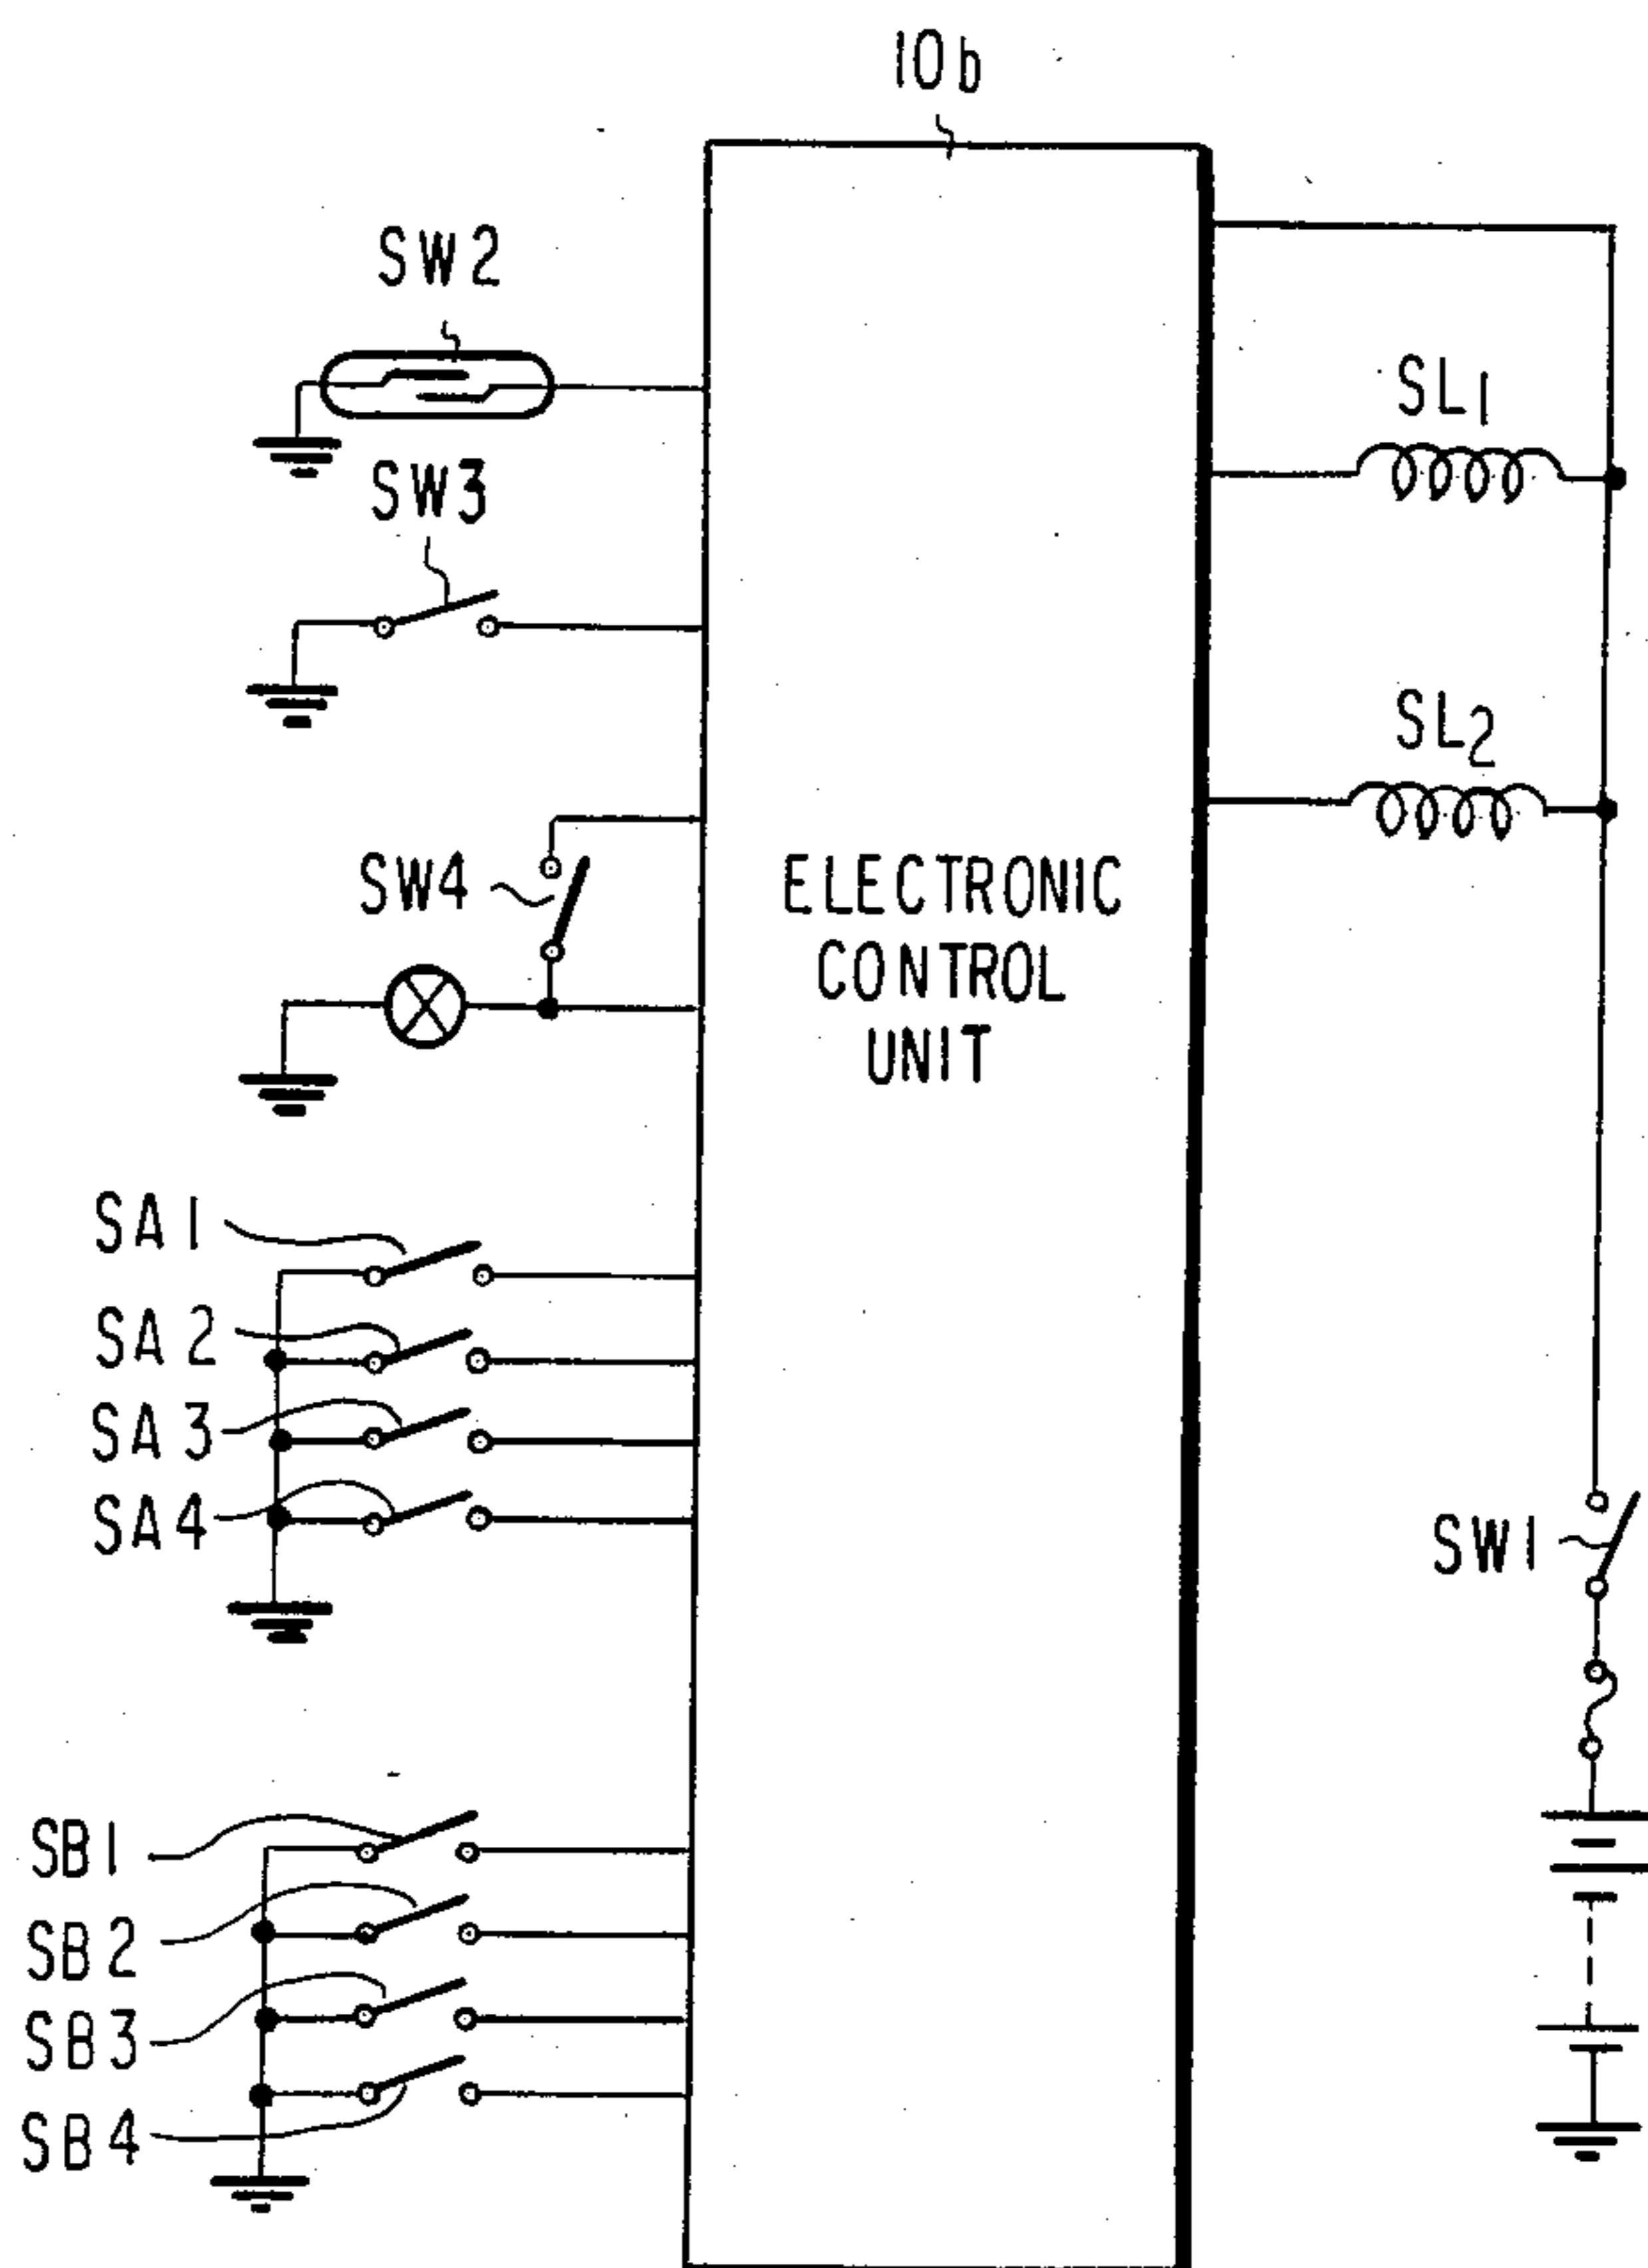 10b
SW2
SW3
SL1
SL2
SW4
ELECTRONIC
CONTROL
UNIT
SA1
SA2
SA3
SA4
SW1
SB1
SB2
SB3
SB4